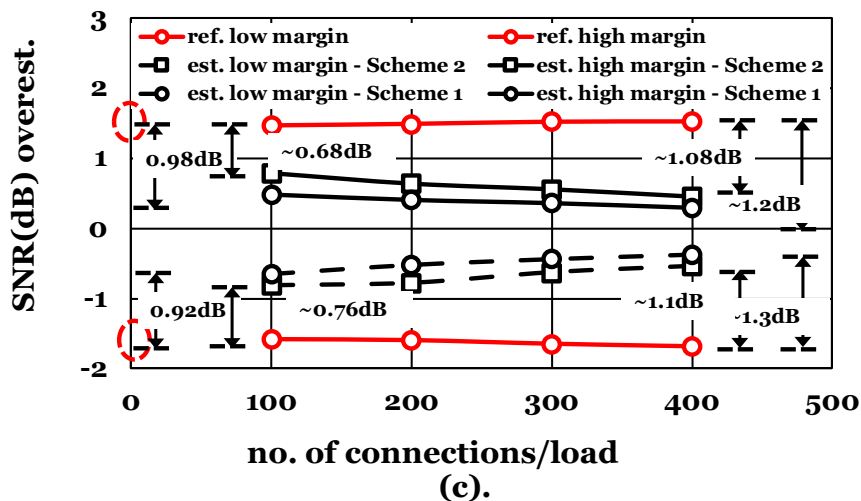 3
ref. low margin
ref. high margin
est. low margin - Scheme 2
est. high margin - Scheme 2
est. low margin - Scheme 1
est. high margin - Scheme 1
2
1
0
-1
-2
SNR(dB) overest.
0.98dB
~0.68dB
~1.08dB
~1.2dB
0.92dB
~0.76dB
~1.1dB
~1.3dB
0
100
200
300
400
500
no. of connections/load
(c).